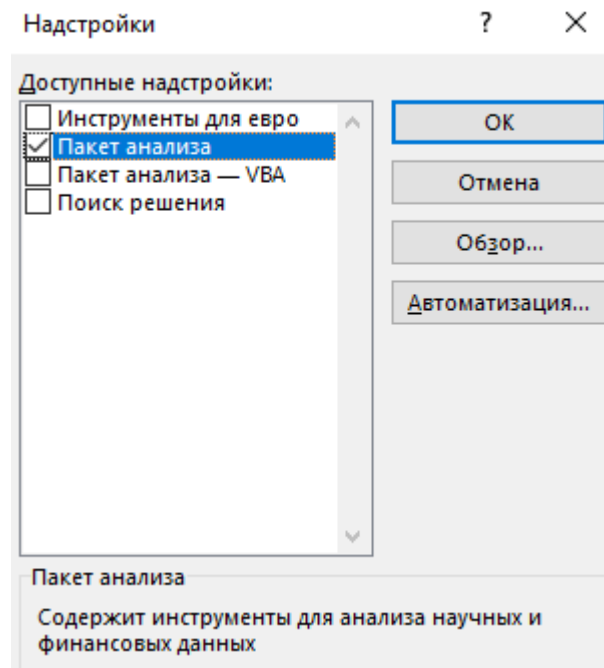 Надстройки
Доступные надстройки:
Инструменты для евро
Пакет анализа
Пакет анализа — VBA
Поиск решения
ОК
Отмена
Обзор...
Автоматизация...
Пакет анализа
Содержит инструменты для анализа научных и
финансовых данных